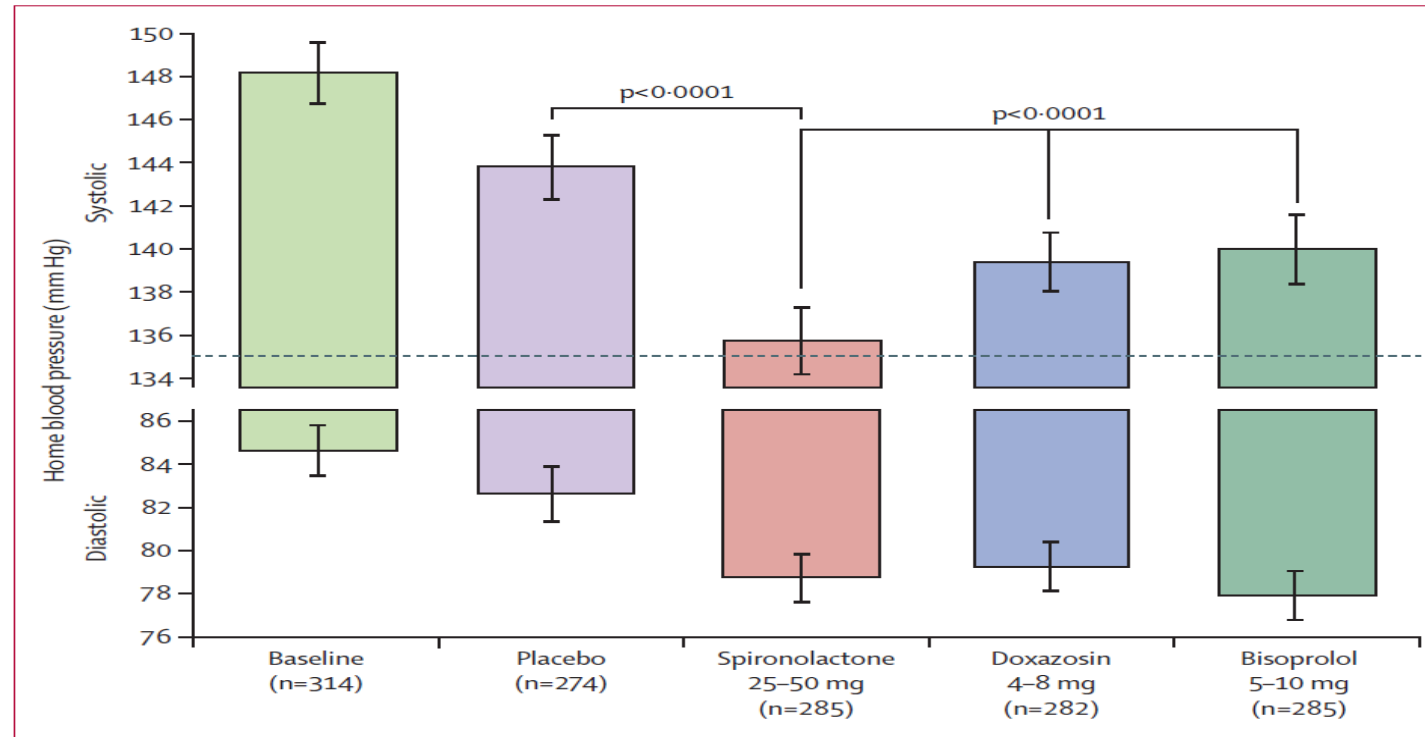 Home blood pressure (mm Hg)
Systolic
Diastolic
150
148
146
144
142
140
138
136
134
86
84
82
80
78
76
p<0·0001
p<0·0001
Baseline
(n=314)
Placebo
(n=274)
Spironolactone
25–50 mg
(n=285)
Doxazosin
4–8 mg
(n=282)
Bisoprolol
5–10 mg
(n=285)